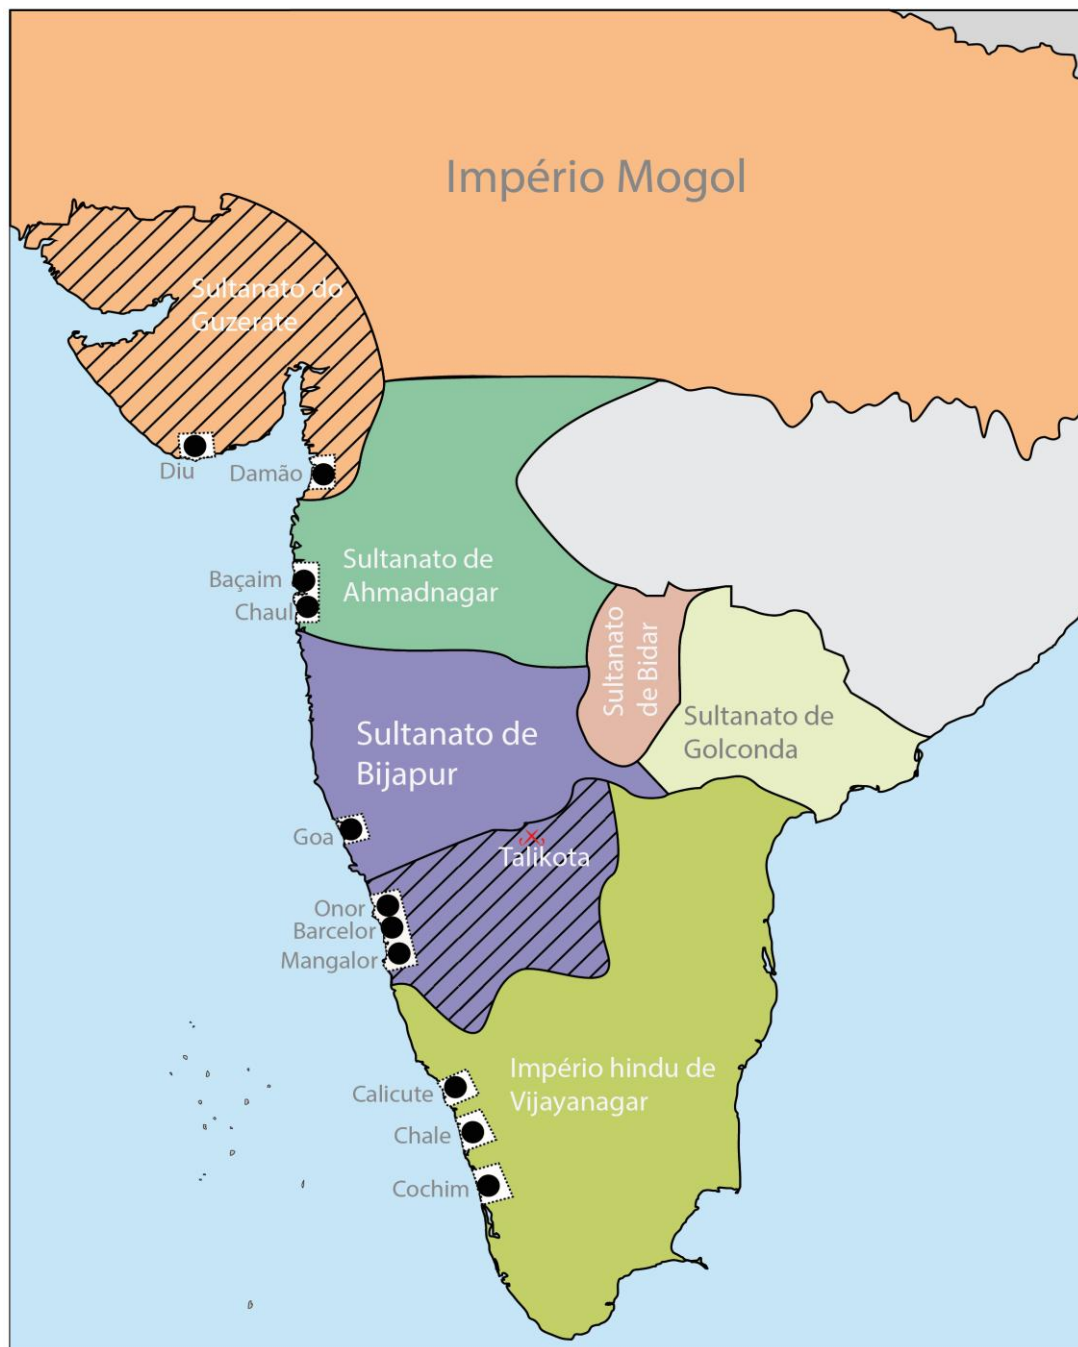 Império Mogol
Sultanato do
Guzerate
Diu
Damão
Baçaim
Chaul
Sultanato de
Ahmadnagar
Sultanato
de Bidar
Sultanato de
Golconda
Sultanato de
Bijapur
Goa
Talikota
Onor
Barcelor
Mangalor
Império hindu de
Vijayanagar
Calicute
Chale
Cochim